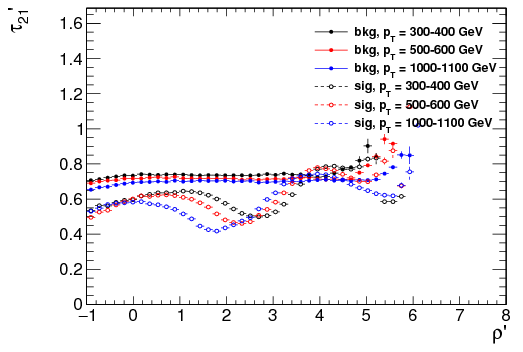 τ21'
1.6
1.4
1.2
1
0.8
0.6
0.4
0.2
0
bkg, pT = 300-400 GeV
bkg, pT = 500-600 GeV
bkg, pT = 1000-1100 GeV
sig, pT = 300-400 GeV
sig, pT = 500-600 GeV
sig, pT = 1000-1100 GeV
−1 0 1 2 3 4 5 6 7 8
ρ'